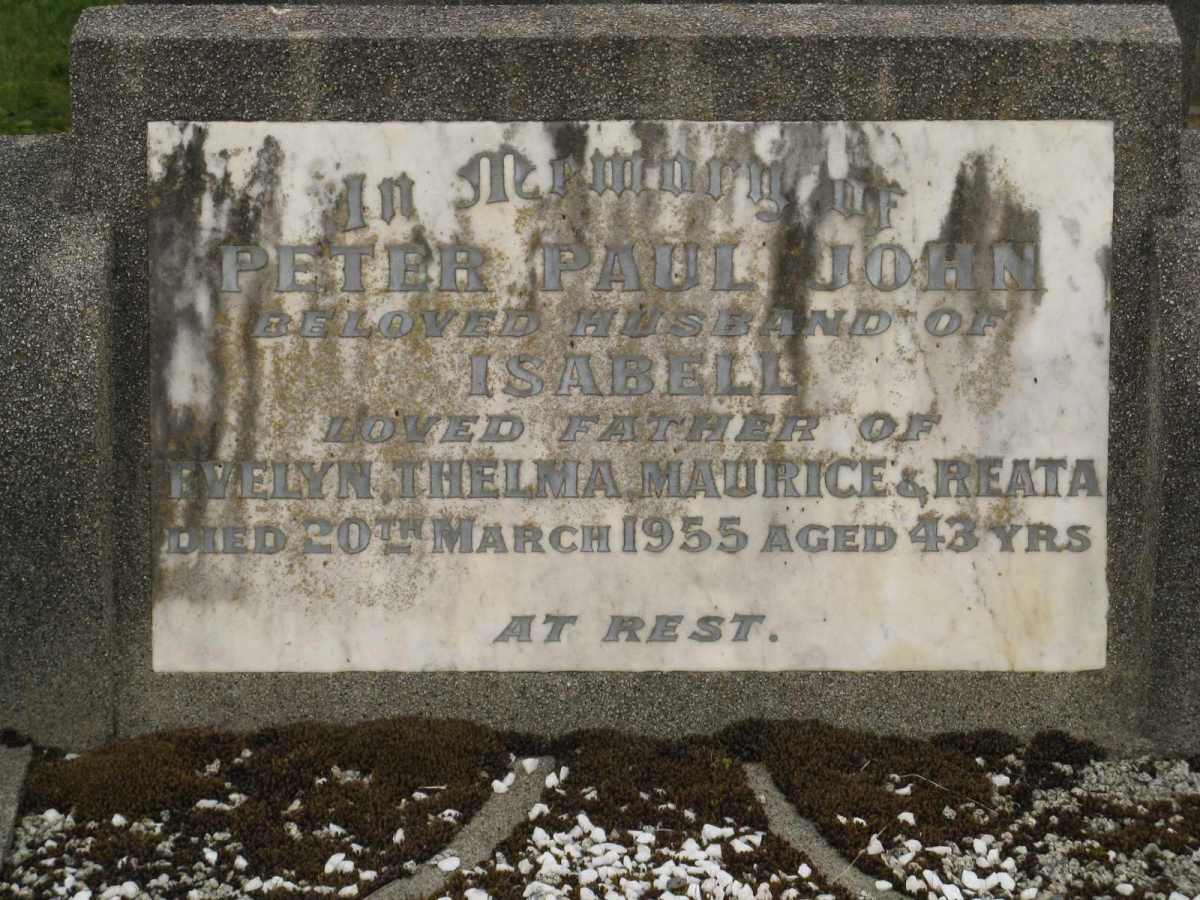 In Memory of
PETER PAUL JOHN
BELOVED HUSBAND OF
ISABELL
LOVED FATHER OF
EVELYN THELMA MAURICE & REATA
DIED 20TH MARCH 1955 AGED 43 YRS
AT REST.